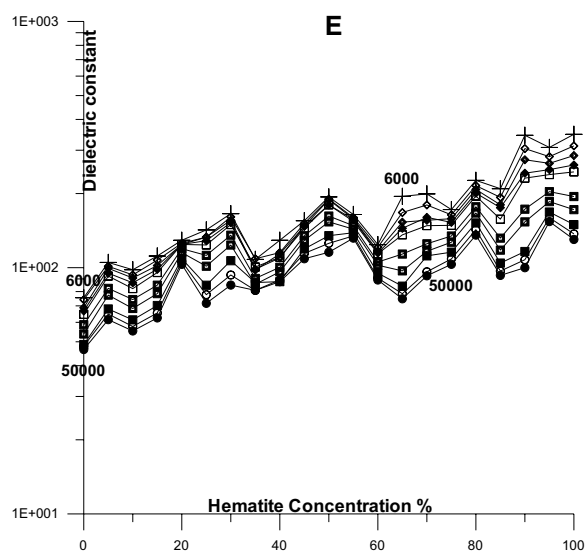 E
1E+003
Dielectric constant
6000
6000
1E+002
50000
50000
Hematite Concentration %
1E+001
0 20 40 60 80 100